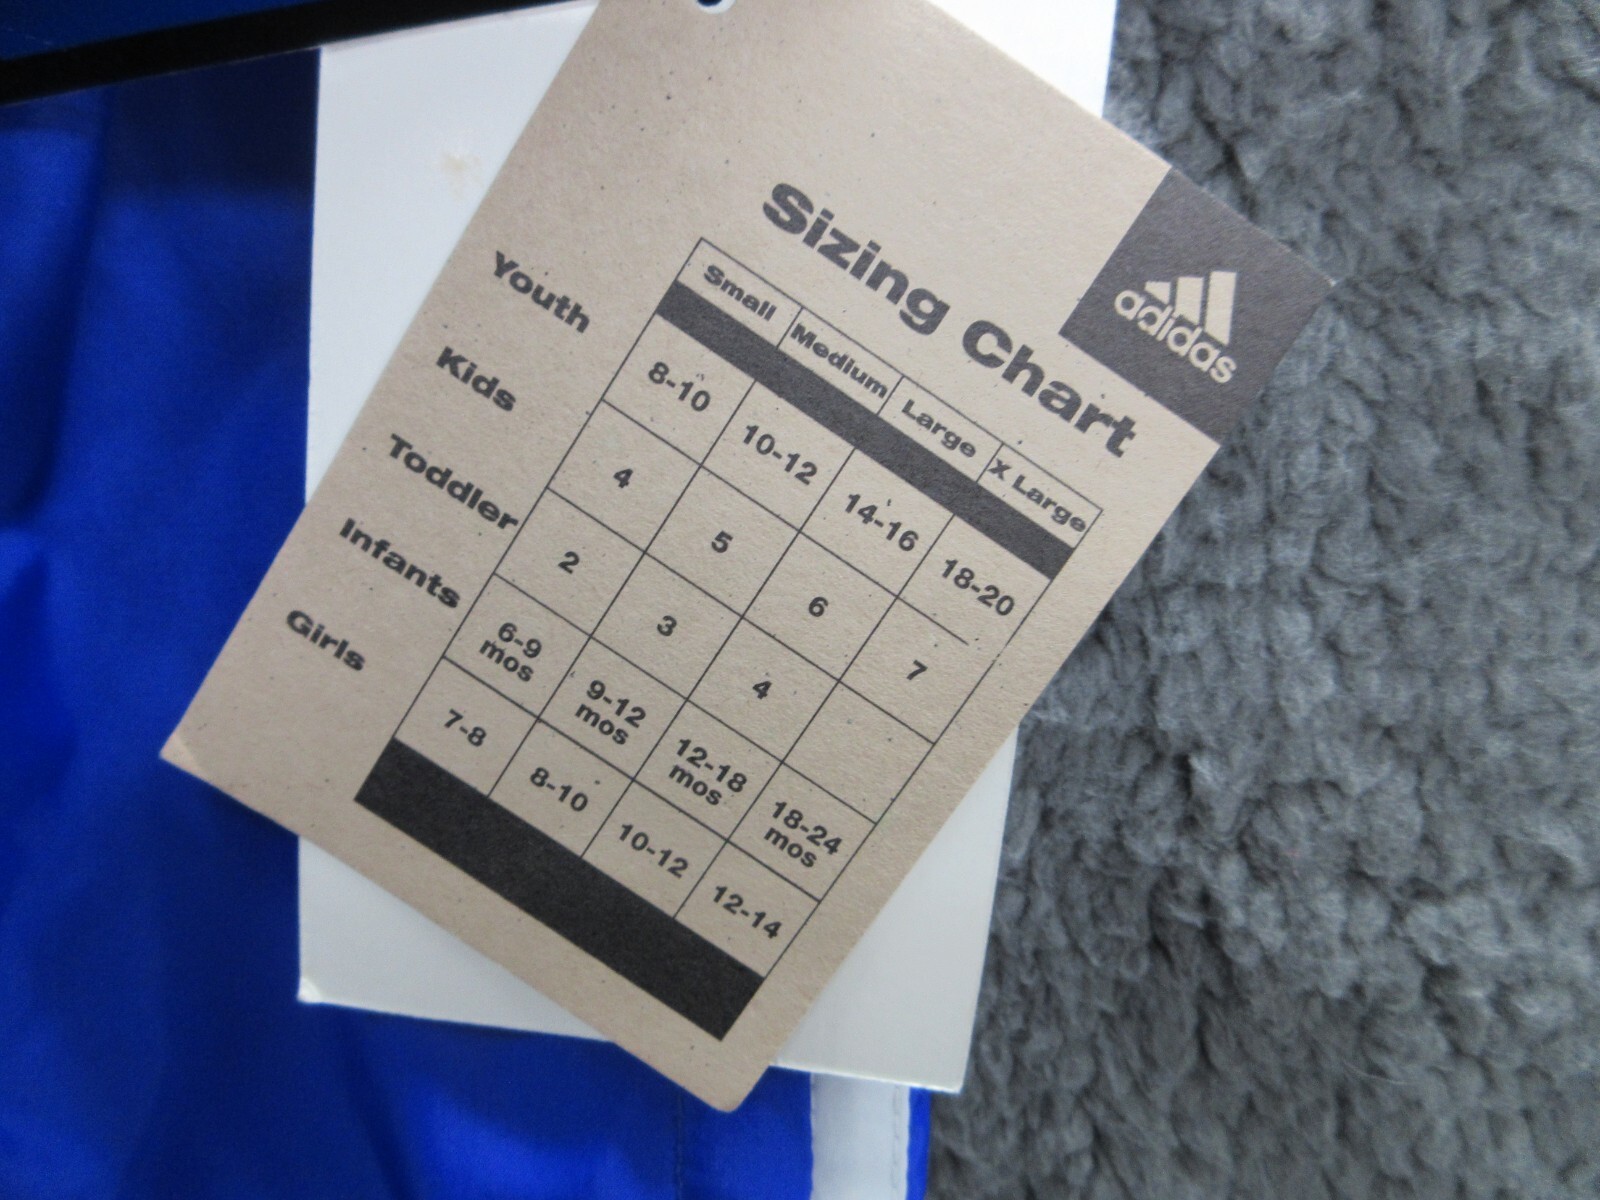 adidas
Sizing Chart
Small Medium Large X Large
Youth 8-10 10-12 14-16 18-20
Kids 4 5 6 7
Toddler 2 3 4
Infants 6-9 mos 9-12 mos 12-18 mos 18-24 mos
Girls 7-8 8-10 10-12 12-14